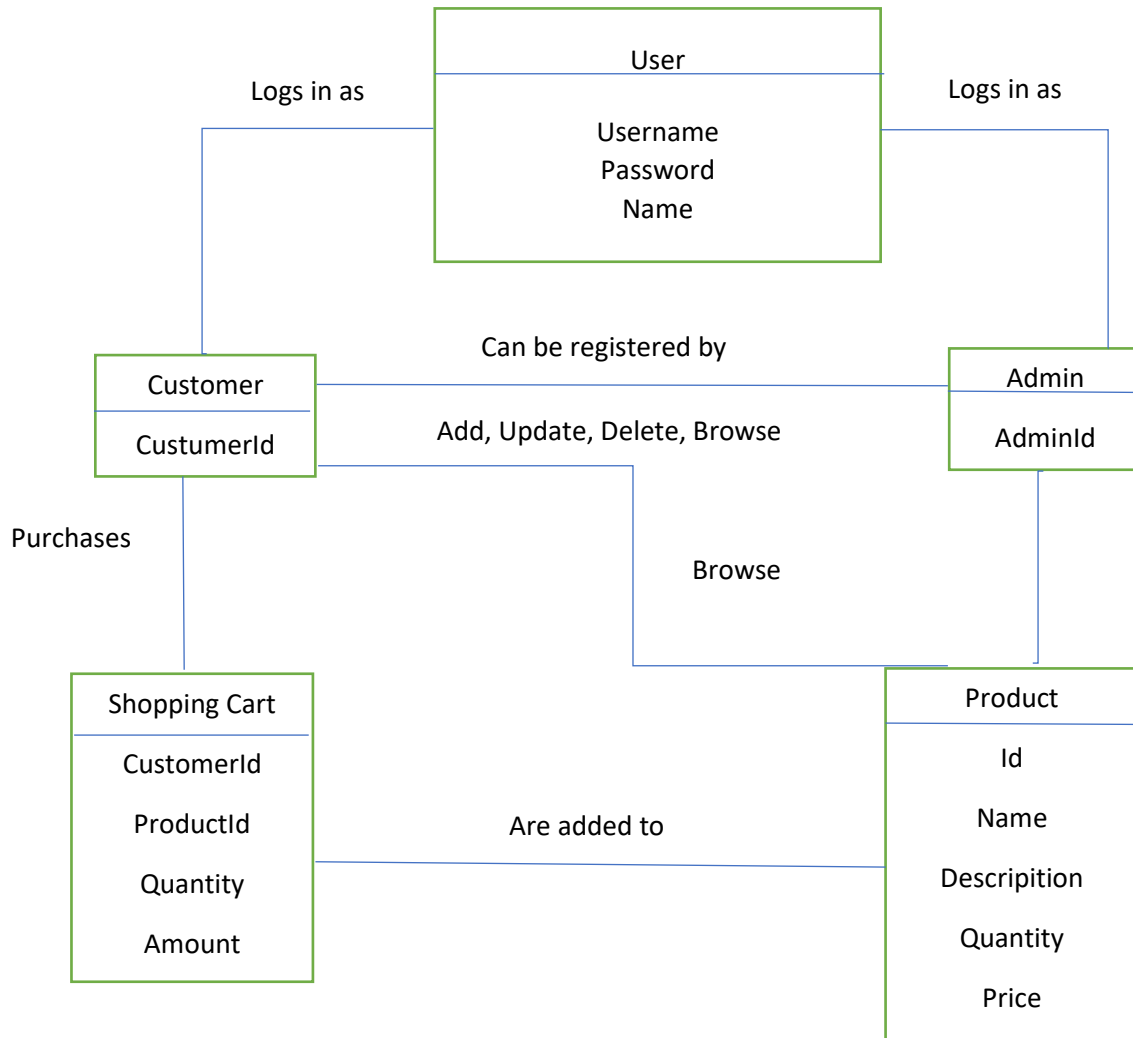 User
Logs in as
Logs in as
Username
Password
Name
Can be registered by
Customer
Admin
CustumerId
Add, Update, Delete, Browse
AdminId
Purchases
Browse
Shopping Cart
Product
CustomerId
Id
ProductId
Name
Are added to
Quantity
Descripition
Amount
Quantity
Price